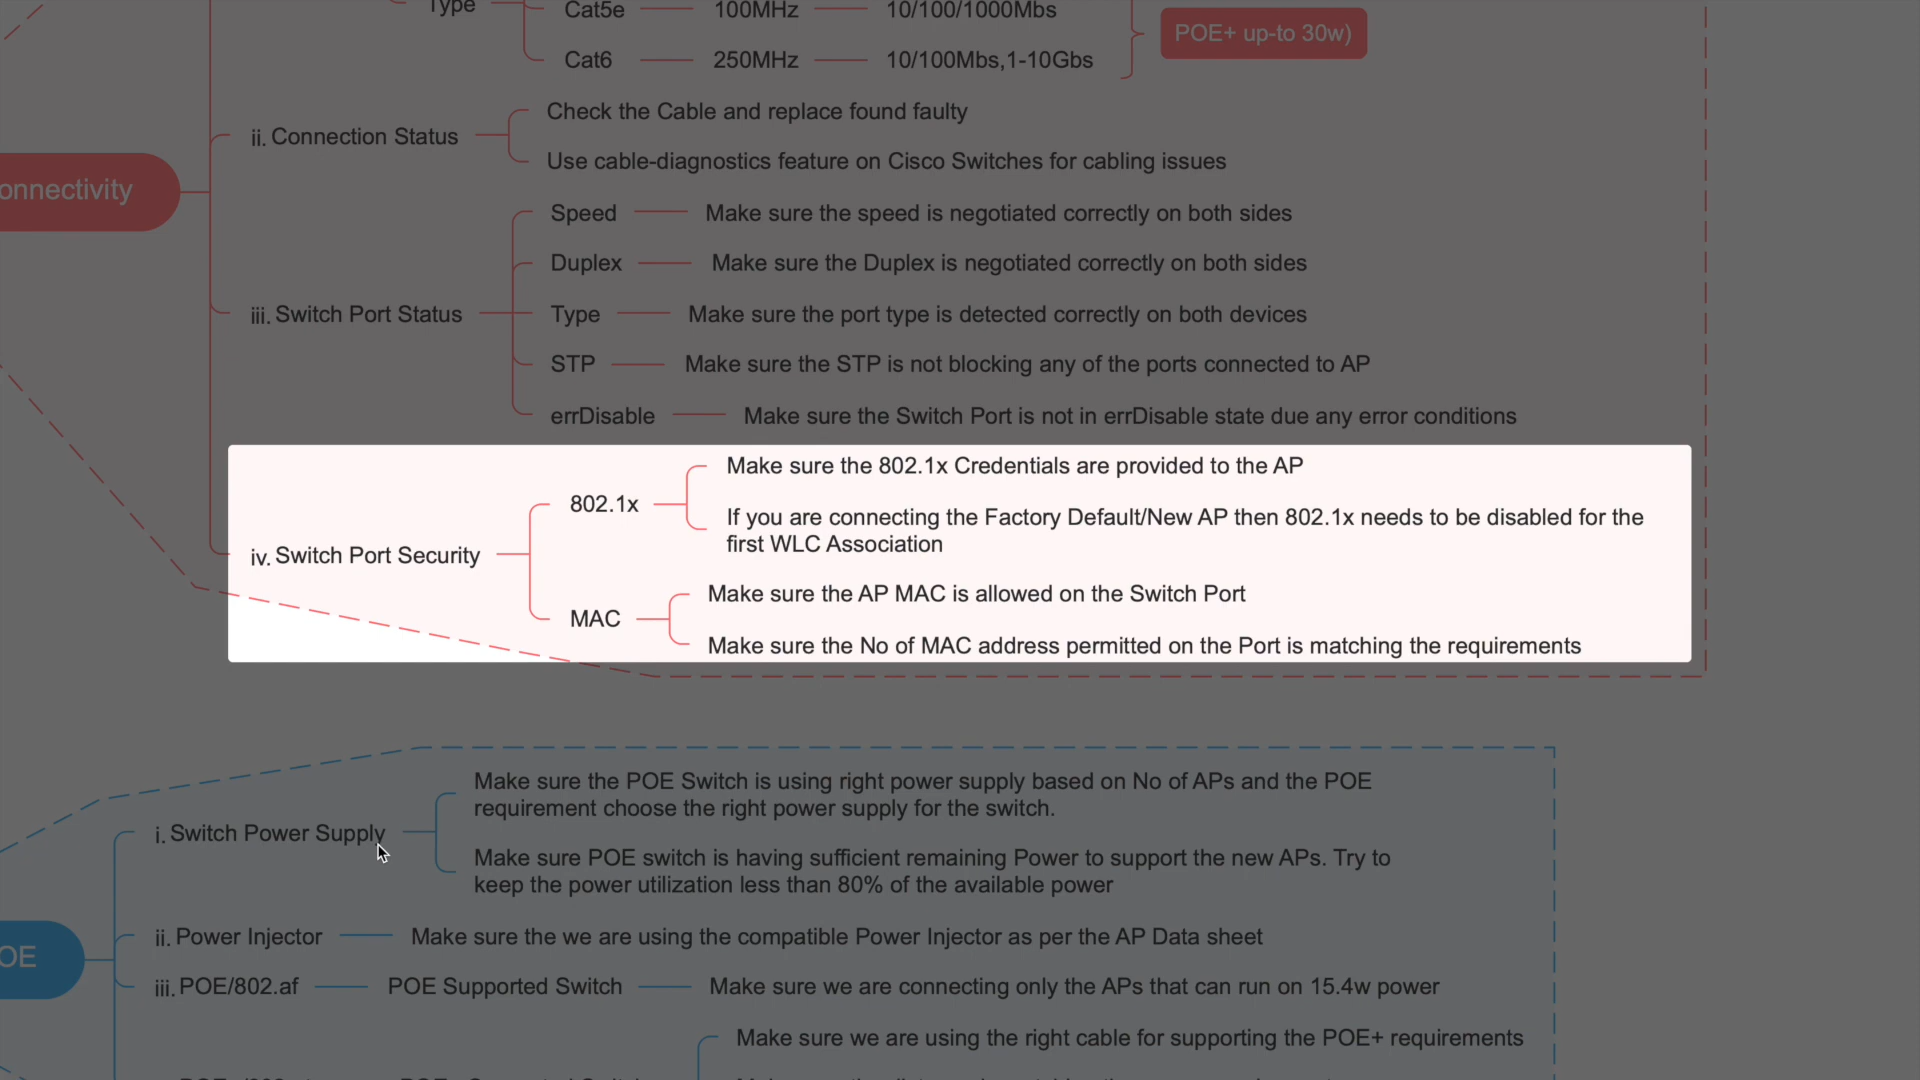 Type
Cat5e 100MHz 10/100/1000Mbs
POE+ up-to 30w)
Cat6 250MHz 10/100Mbs,1-10Gbs
ii. Connection Status
Check the Cable and replace found faulty
Use cable-diagnostics feature on Cisco Switches for cabling issues
onnectivity
iii. Switch Port Status
Speed Make sure the speed is negotiated correctly on both sides
Duplex Make sure the Duplex is negotiated correctly on both sides
Type Make sure the port type is detected correctly on both devices
STP Make sure the STP is not blocking any of the ports connected to AP
errDisable Make sure the Switch Port is not in errDisable state due any error conditions
iv. Switch Port Security
802.1x
Make sure the 802.1x Credentials are provided to the AP
If you are connecting the Factory Default/New AP then 802.1x needs to be disabled for the
first WLC Association
MAC
Make sure the AP MAC is allowed on the Switch Port
Make sure the No of MAC address permitted on the Port is matching the requirements
OE
i. Switch Power Supply
Make sure the POE Switch is using right power supply based on No of APs and the POE
requirement choose the right power supply for the switch.
Make sure POE switch is having sufficient remaining Power to support the new APs. Try to
keep the power utilization less than 80% of the available power
ii. Power Injector Make sure the we are using the compatible Power Injector as per the AP Data sheet
iii. POE/802.af POE Supported Switch Make sure we are connecting only the APs that can run on 15.4w power
Make sure we are using the right cable for supporting the POE+ requirements